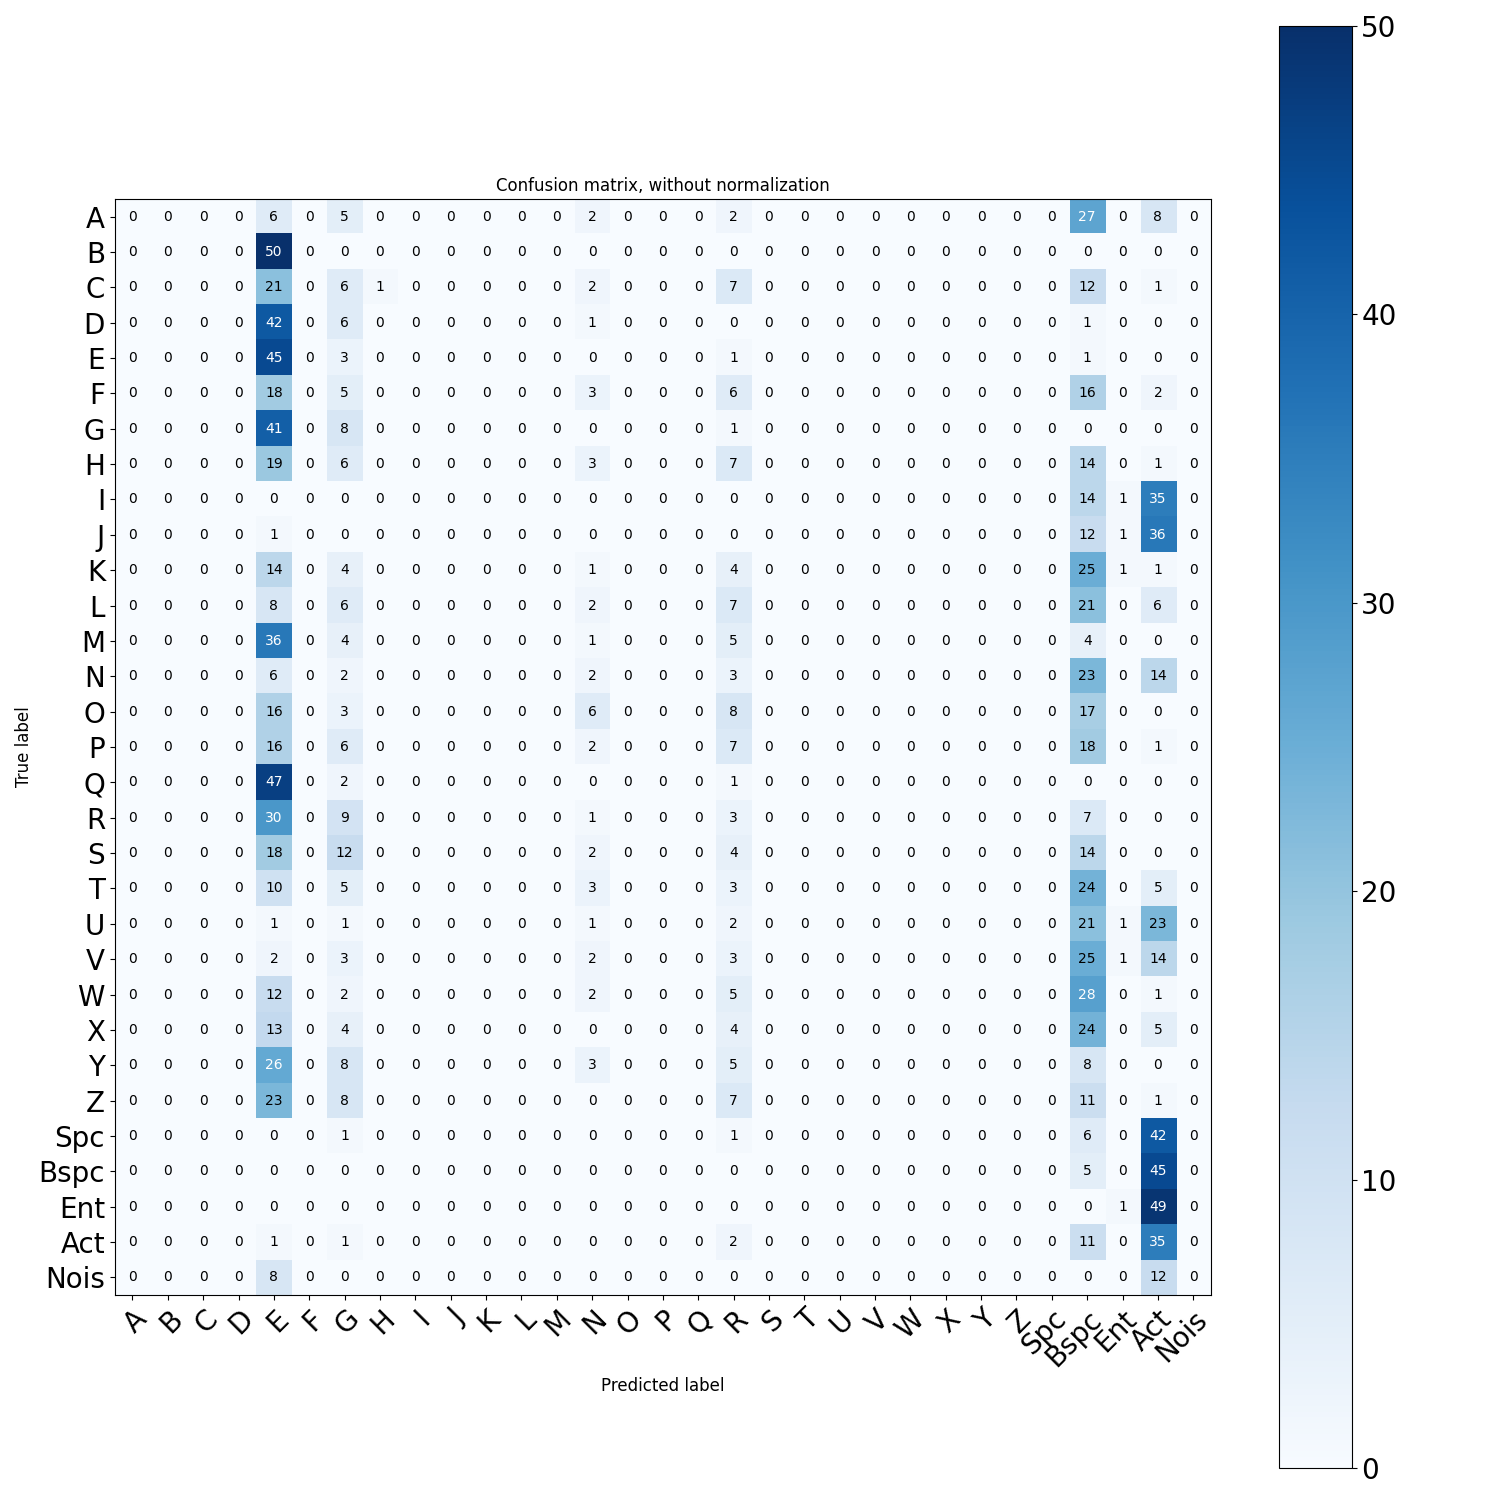 Confusion matrix, without normalization
A 0 0 0 0 6 0 5 0 0 0 0 0 0 2 0 0 0 2 0 0 0 0 0 0 0 0 0 27 0 8 0
B 0 0 0 0 50 0 0 0 0 0 0 0 0 0 0 0 0 0 0 0 0 0 0 0 0 0 0 0 0 0 0
C 0 0 0 0 21 0 6 1 0 0 0 0 0 2 0 0 0 7 0 0 0 0 0 0 0 0 0 12 0 1 0
D 0 0 0 0 42 0 6 0 0 0 0 0 0 1 0 0 0 0 0 0 0 0 0 0 0 0 0 1 0 0 0
E 0 0 0 0 45 0 3 0 0 0 0 0 0 0 0 0 0 1 0 0 0 0 0 0 0 0 0 1 0 0 0
F 0 0 0 0 18 0 5 0 0 0 0 0 0 3 0 0 0 6 0 0 0 0 0 0 0 0 0 16 0 2 0
G 0 0 0 0 41 0 8 0 0 0 0 0 0 0 0 0 0 1 0 0 0 0 0 0 0 0 0 0 0 0 0
H 0 0 0 0 19 0 6 0 0 0 0 0 0 3 0 0 0 7 0 0 0 0 0 0 0 0 0 14 0 1 0
I 0 0 0 0 0 0 0 0 0 0 0 0 0 0 0 0 0 0 0 0 0 0 0 0 0 0 0 14 1 35 0
J 0 0 0 0 1 0 0 0 0 0 0 0 0 0 0 0 0 0 0 0 0 0 0 0 0 0 0 12 1 36 0
K 0 0 0 0 14 0 4 0 0 0 0 0 0 1 0 0 0 4 0 0 0 0 0 0 0 0 0 25 1 1 0
L 0 0 0 0 8 0 6 0 0 0 0 0 0 2 0 0 0 7 0 0 0 0 0 0 0 0 0 21 0 6 0
M 0 0 0 0 36 0 4 0 0 0 0 0 0 1 0 0 0 5 0 0 0 0 0 0 0 0 0 4 0 0 0
N 0 0 0 0 6 0 2 0 0 0 0 0 0 2 0 0 0 3 0 0 0 0 0 0 0 0 0 23 0 14 0
O 0 0 0 0 16 0 3 0 0 0 0 0 0 6 0 0 0 8 0 0 0 0 0 0 0 0 0 17 0 0 0
P 0 0 0 0 16 0 6 0 0 0 0 0 0 2 0 0 0 7 0 0 0 0 0 0 0 0 0 18 0 1 0
Q 0 0 0 0 47 0 2 0 0 0 0 0 0 0 0 0 0 1 0 0 0 0 0 0 0 0 0 0 0 0 0
R 0 0 0 0 30 0 9 0 0 0 0 0 0 1 0 0 0 3 0 0 0 0 0 0 0 0 0 7 0 0 0
S 0 0 0 0 18 0 12 0 0 0 0 0 0 2 0 0 0 4 0 0 0 0 0 0 0 0 0 14 0 0 0
T 0 0 0 0 10 0 5 0 0 0 0 0 0 3 0 0 0 3 0 0 0 0 0 0 0 0 0 24 0 5 0
U 0 0 0 0 1 0 1 0 0 0 0 0 0 1 0 0 0 2 0 0 0 0 0 0 0 0 0 21 1 23 0
V 0 0 0 0 2 0 3 0 0 0 0 0 0 2 0 0 0 3 0 0 0 0 0 0 0 0 0 25 1 14 0
W 0 0 0 0 12 0 2 0 0 0 0 0 0 2 0 0 0 5 0 0 0 0 0 0 0 0 0 28 0 1 0
X 0 0 0 0 13 0 4 0 0 0 0 0 0 0 0 0 0 4 0 0 0 0 0 0 0 0 0 24 0 5 0
Y 0 0 0 0 26 0 8 0 0 0 0 0 0 3 0 0 0 5 0 0 0 0 0 0 0 0 0 8 0 0 0
Z 0 0 0 0 23 0 8 0 0 0 0 0 0 0 0 0 0 7 0 0 0 0 0 0 0 0 0 11 0 1 0
Spc 0 0 0 0 0 0 1 0 0 0 0 0 0 0 0 0 0 1 0 0 0 0 0 0 0 0 0 6 0 42 0
Bspc 0 0 0 0 0 0 0 0 0 0 0 0 0 0 0 0 0 0 0 0 0 0 0 0 0 0 0 5 0 45 0
Ent 0 0 0 0 0 0 0 0 0 0 0 0 0 0 0 0 0 0 0 0 0 0 0 0 0 0 0 0 1 49 0
Act 0 0 0 0 1 0 1 0 0 0 0 0 0 0 0 0 0 2 0 0 0 0 0 0 0 0 0 11 0 35 0
Nois 0 0 0 0 8 0 0 0 0 0 0 0 0 0 0 0 0 0 0 0 0 0 0 0 0 0 0 0 0 12 0
A B C D E F G H I J K L M N O P Q R S T U V W X Y Z Spc Bspc Ent Act Nois
Predicted label
True label
50
40
30
20
10
0